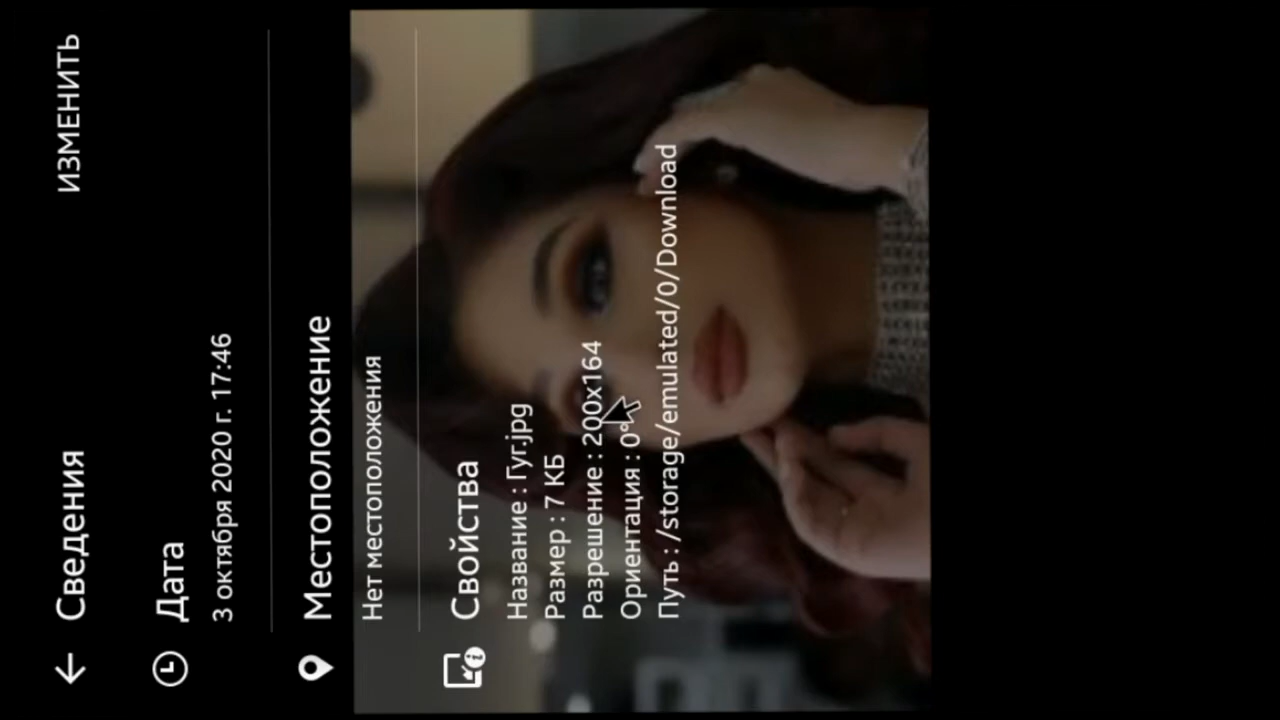 Сведения
ИЗМЕНИТЬ
Дата
3 октября 2020 г. 17:46
Местоположение
Нет местоположения
Свойства
Название : Гуг.jpg
Размер : 7 КБ
Разрешение : 200x164
Ориентация : 0°
Путь : /storage/emulated/0/Download